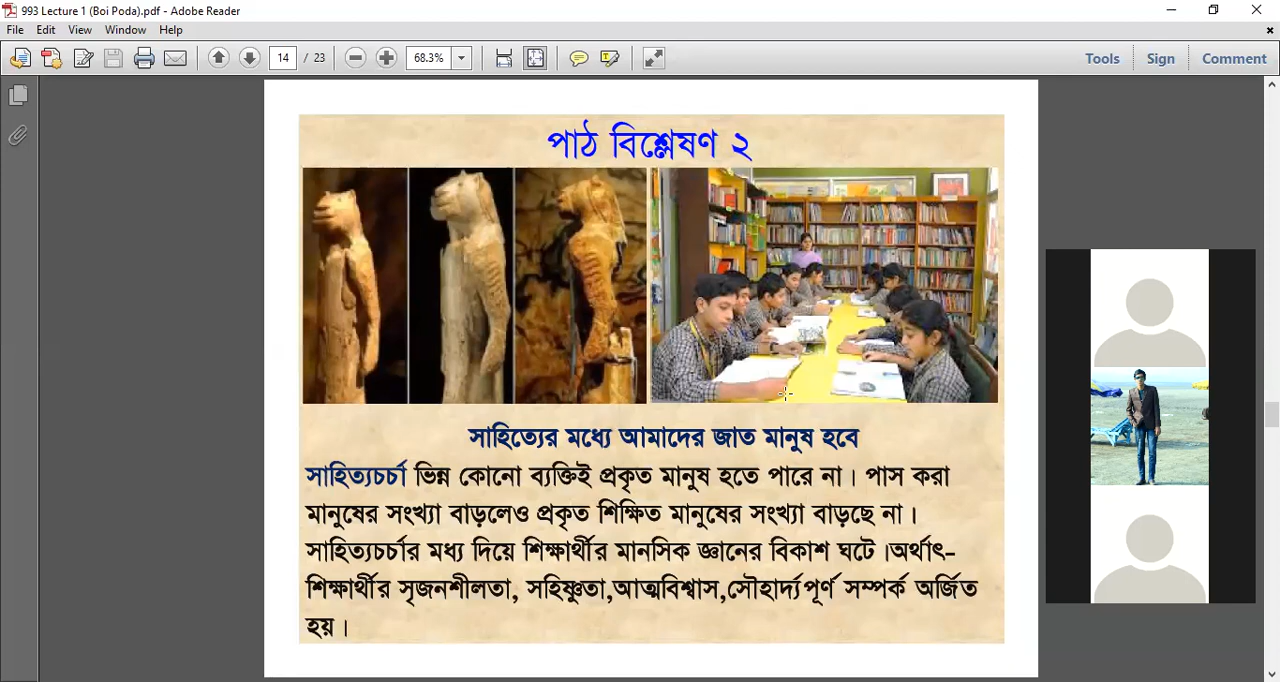 993 Lecture 1 (Boi Poda).pdf - Adobe Reader
File Edit View Window Help
14 / 23 68.3% Tools Sign Comment
পাঠ বিশ্লেষণ ২
সাহিত্যের মধ্যে আমাদের জাত মানুষ হবে
সাহিত্যচর্চা ভিন্ন কোনো ব্যক্তিই প্রকৃত মানুষ হতে পারে না। পাস করা
মানুষের সংখ্যা বাড়লেও প্রকৃত শিক্ষিত মানুষের সংখ্যা বাড়ছে না।
সাহিত্যচর্চার মধ্য দিয়ে শিক্ষার্থীর মানসিক জ্ঞানের বিকাশ ঘটে।অর্থাৎ-
শিক্ষার্থীর সৃজনশীলতা, সহিষ্ণুতা,আত্মবিশ্বাস,সৌহার্দ্যপূর্ণ সম্পর্ক অর্জিত
হয়।